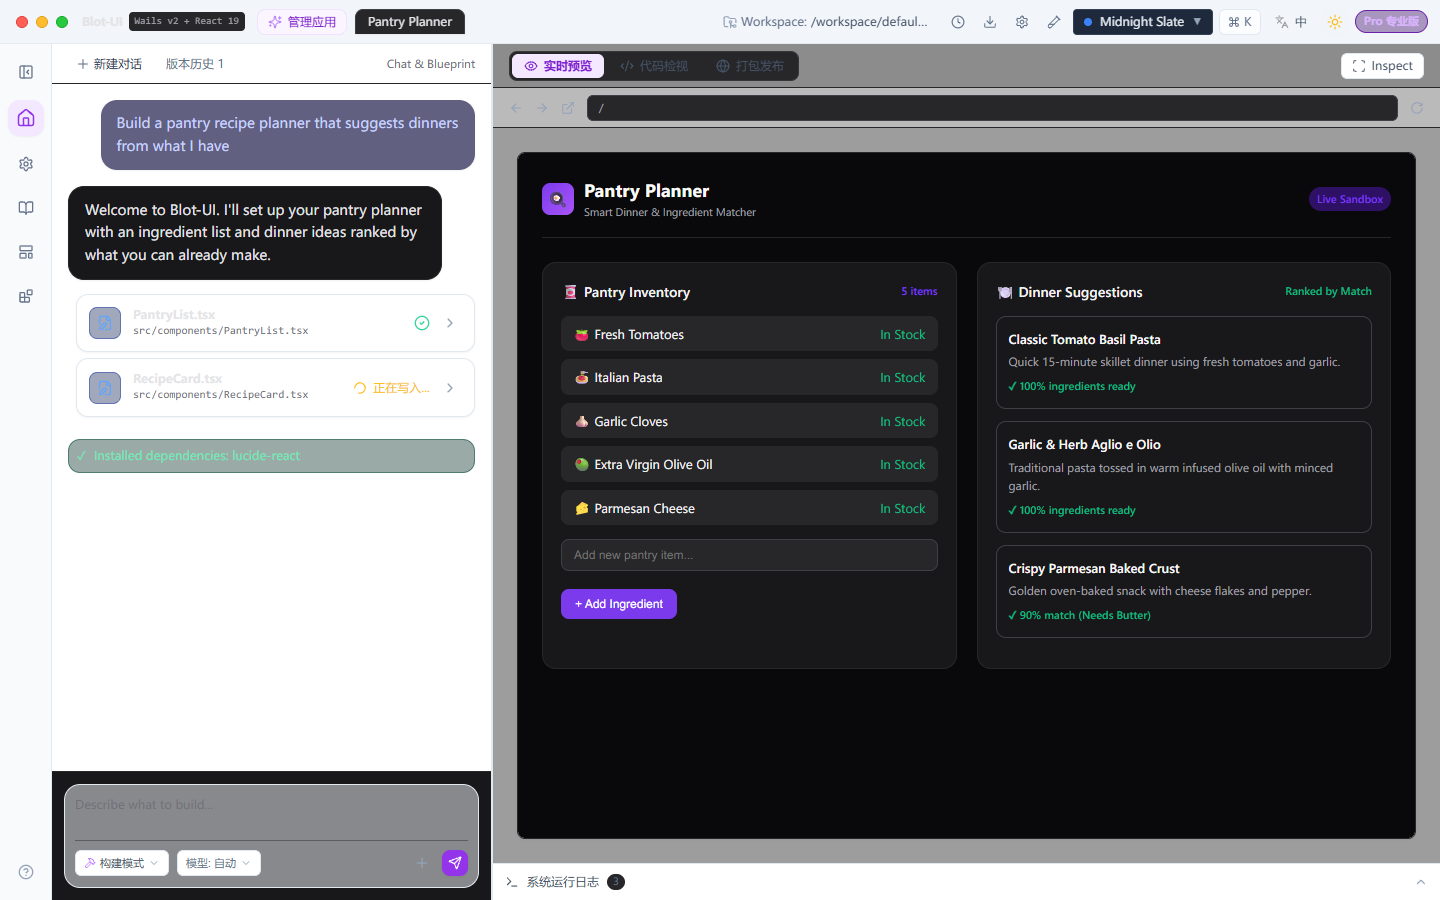 Blot-UI
Wails v2 + React 19
管理应用
Pantry Planner
Workspace: /workspace/defaul...
Midnight Slate ▼
⌘ K
中
Pro 专业版
新建对话
版本历史 1
Chat & Blueprint
Build a pantry recipe planner that suggests dinners
from what I have
Welcome to Blot-UI. I'll set up your pantry planner
with an ingredient list and dinner ideas ranked by
what you can already make.
PantryList.tsx
src/components/PantryList.tsx
RecipeCard.tsx
src/components/RecipeCard.tsx
正在写入...
✓ Installed dependencies: lucide-react
Describe what to build...
构建模式
模型: 自动
实时预览
代码检视
打包发布
Inspect
/
Pantry Planner
Smart Dinner & Ingredient Matcher
Live Sandbox
Pantry Inventory
5 items
Fresh Tomatoes
In Stock
Italian Pasta
In Stock
Garlic Cloves
In Stock
Extra Virgin Olive Oil
In Stock
Parmesan Cheese
In Stock
Add new pantry item...
+ Add Ingredient
Dinner Suggestions
Ranked by Match
Classic Tomato Basil Pasta
Quick 15-minute skillet dinner using fresh tomatoes and garlic.
✓ 100% ingredients ready
Garlic & Herb Aglio e Olio
Traditional pasta tossed in warm infused olive oil with minced
garlic.
✓ 100% ingredients ready
Crispy Parmesan Baked Crust
Golden oven-baked snack with cheese flakes and pepper.
✓ 90% match (Needs Butter)
系统运行日志
3